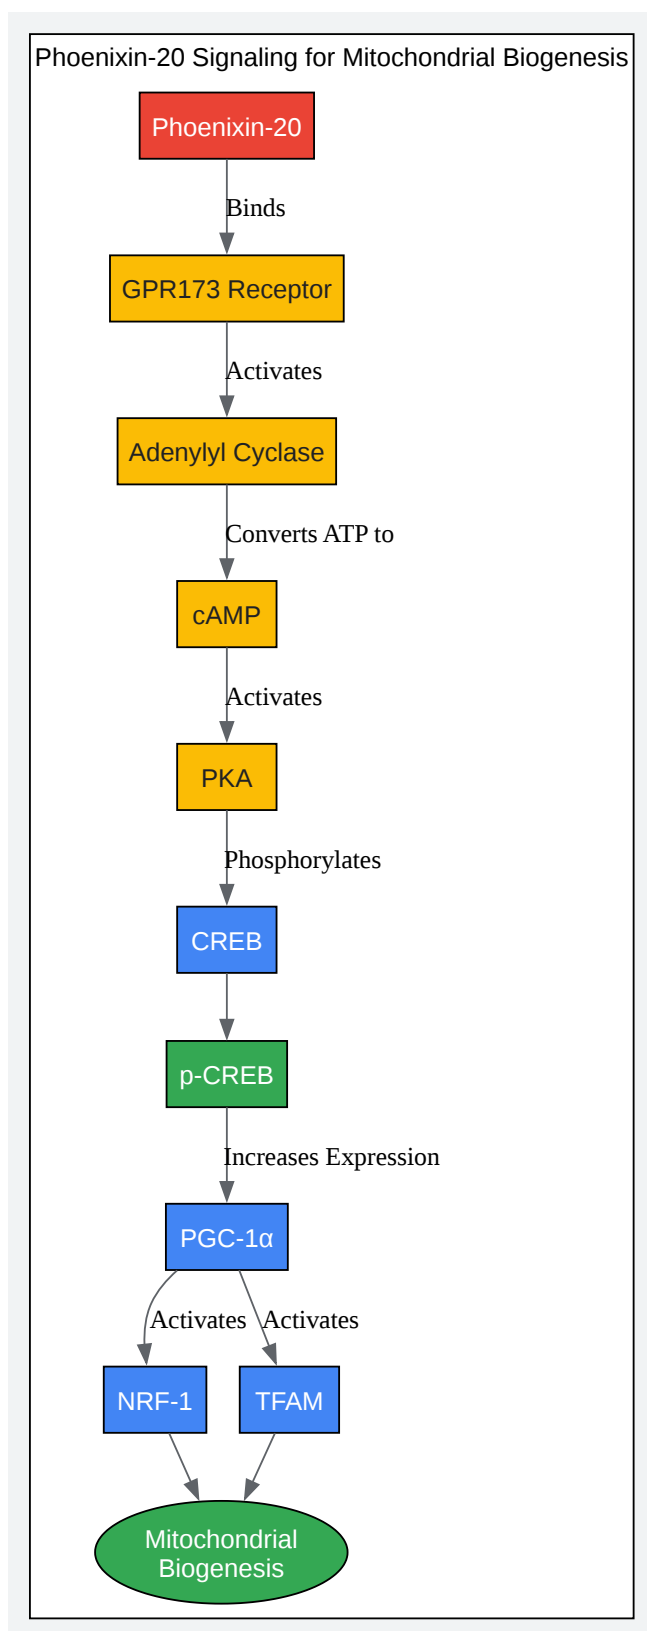 Phoenixin-20 Signaling for Mitochondrial Biogenesis
Phoenixin-20
Binds
GPR173 Receptor
Activates
Adenylyl Cyclase
Converts ATP to
cAMP
Activates
PKA
Phosphorylates
CREB
p-CREB
Increases Expression
PGC-1α
Activates
Activates
NRF-1
TFAM
Mitochondrial
Biogenesis